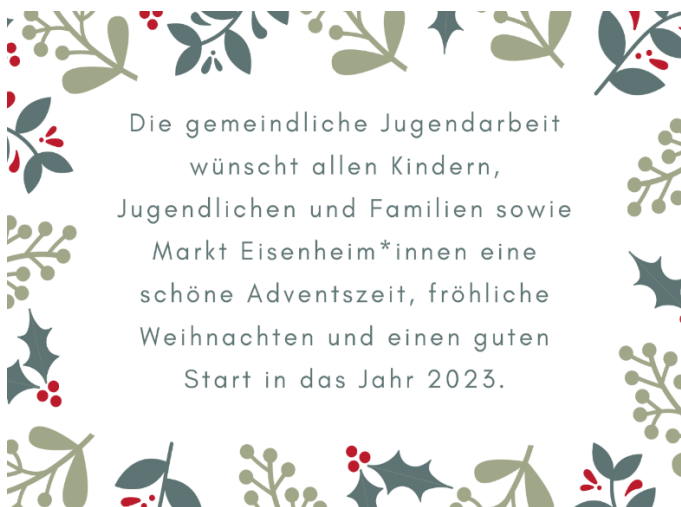 Die gemeindliche Jugendarbeit
wünscht allen Kindern,
Jugendlichen und Familien sowie
Markt Eisenheim*innen eine
schöne Adventszeit, fröhliche
Weihnachten und einen guten
Start in das Jahr 2023.